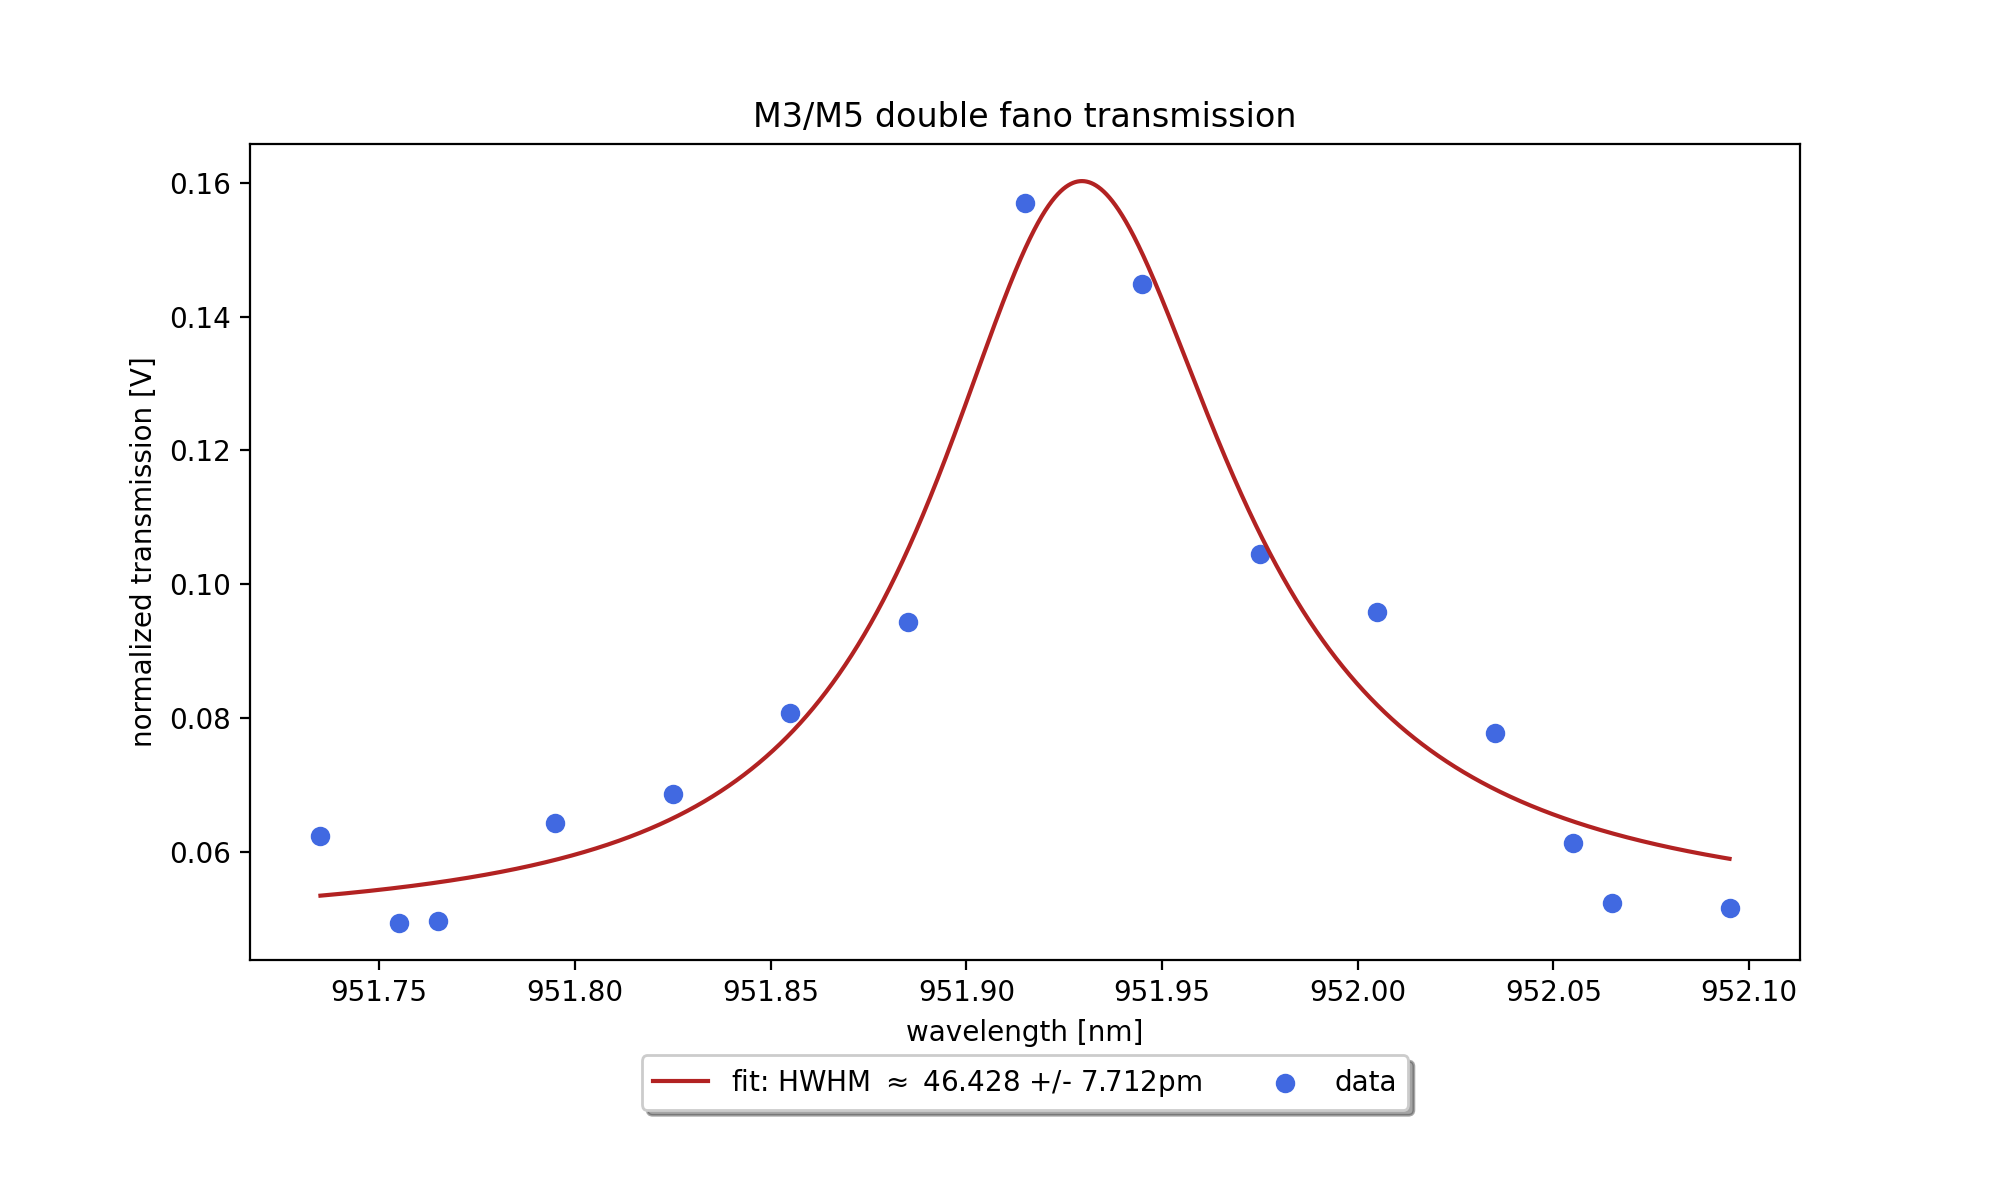 M3/M5 double fano transmission
normalized transmission [V]
0.16
0.14
0.12
0.10
0.08
0.06
951.75 951.80 951.85 951.90 951.95 952.00 952.05 952.10
wavelength [nm]
fit: HWHM ≈ 46.428 +/- 7.712pm data